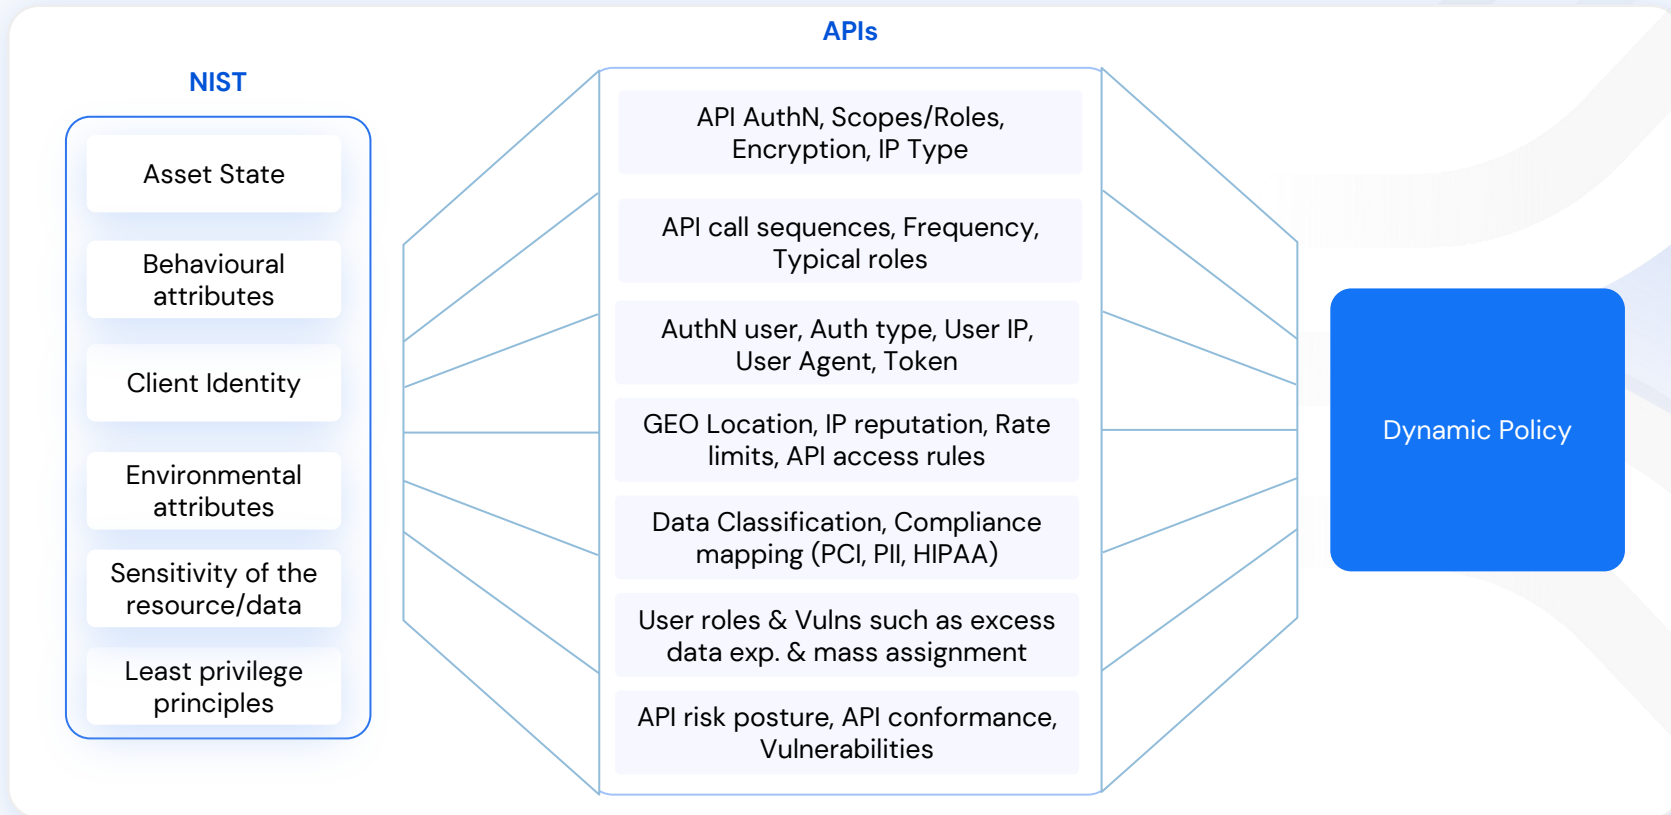 NIST
Asset State
Behavioural
attributes
Client Identity
Environmental
attributes
Sensitivity of the
resource/data
Least privilege
principles
APIs
API AuthN, Scopes/Roles,
Encryption, IP Type
API call sequences, Frequency,
Typical roles
AuthN user, Auth type, User IP,
User Agent, Token
GEO Location, IP reputation, Rate
limits, API access rules
Data Classification, Compliance
mapping (PCI, PII, HIPAA)
User roles & Vulns such as excess
data exp. & mass assignment
API risk posture, API conformance,
Vulnerabilities
Dynamic Policy